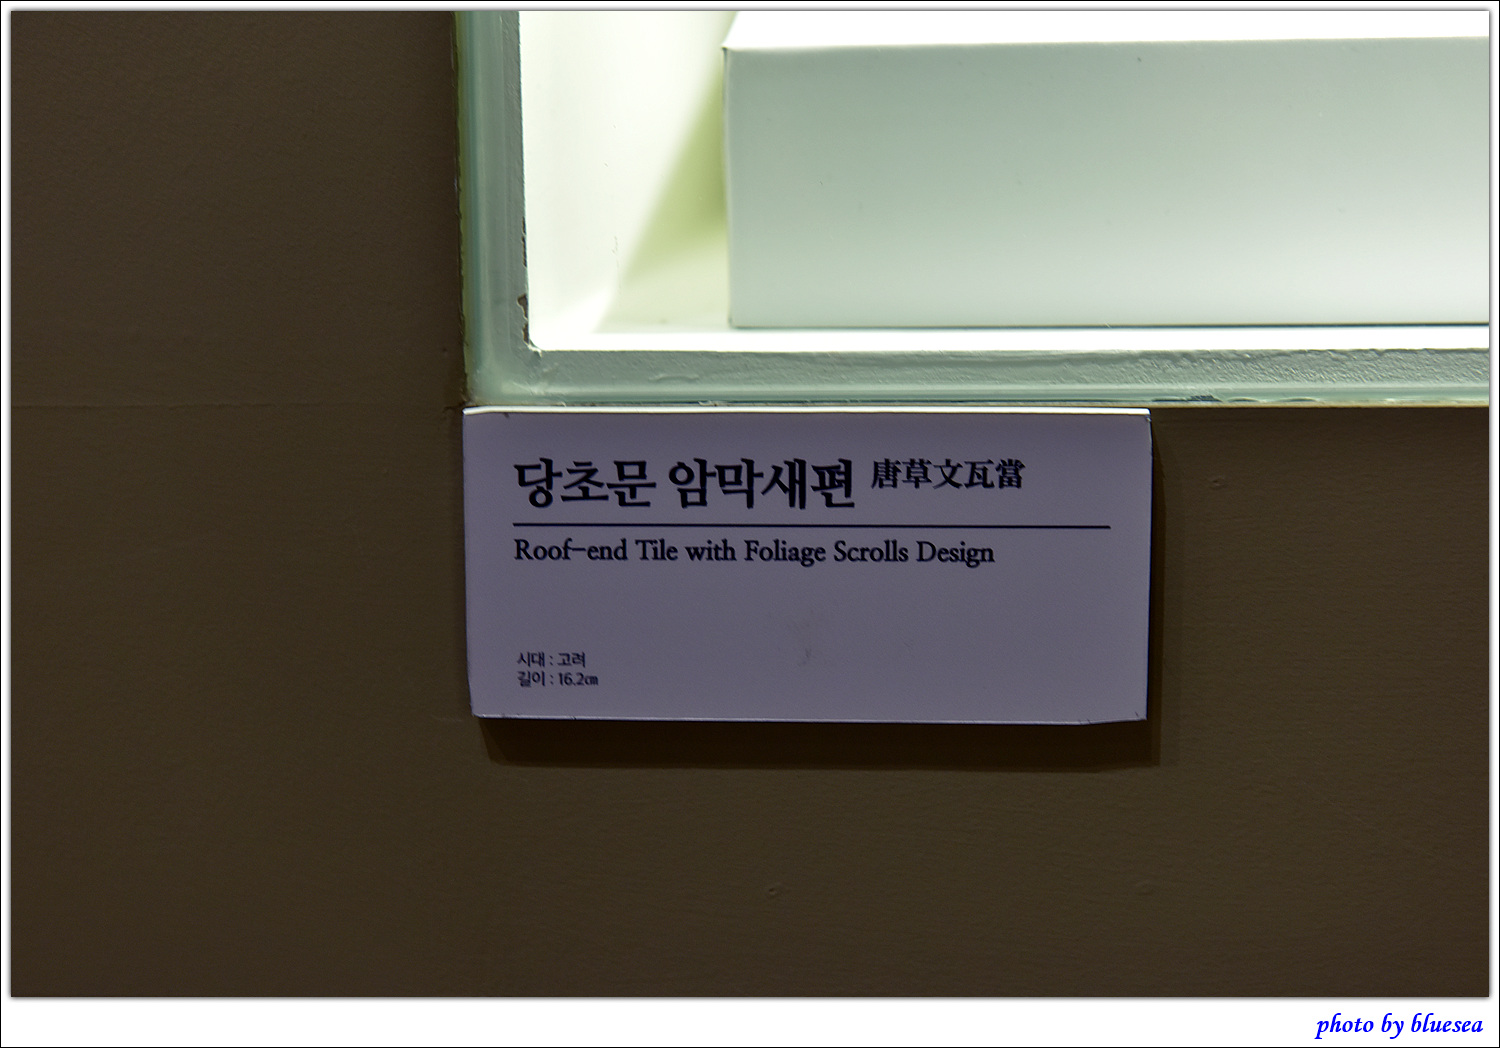 당초문 암막새편 唐草文瓦當
Roof-end Tile with Foliage Scrolls Design
시대 : 고려
길이 : 16.2㎝
photo by bluesea